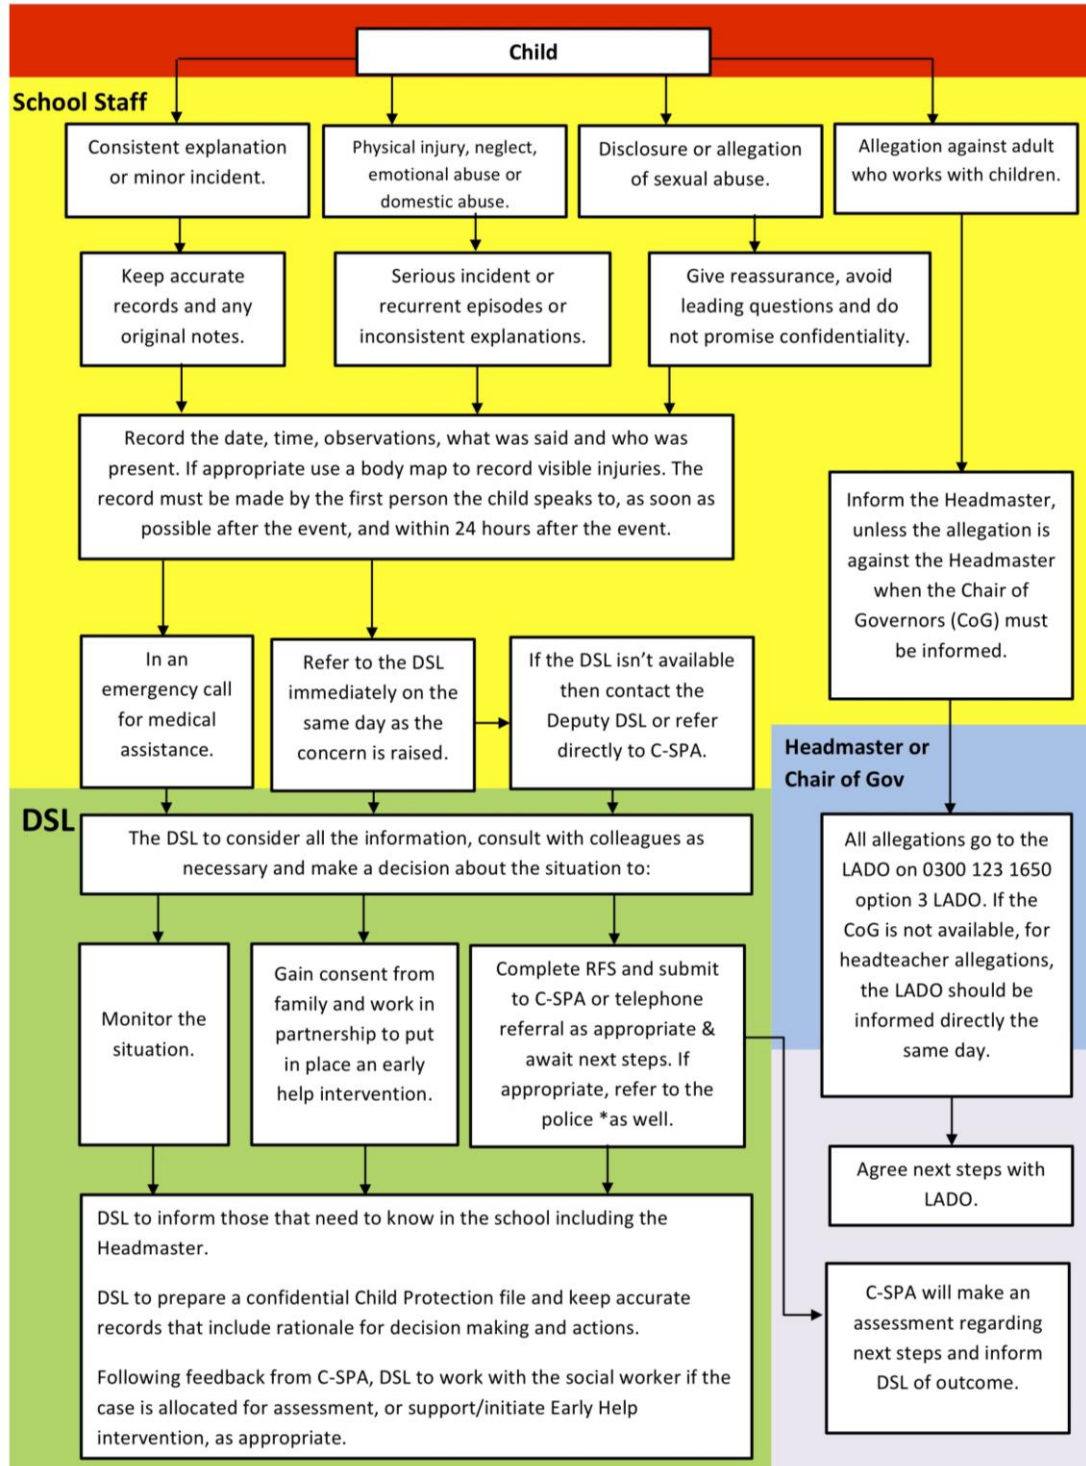 Child
School Staff
Consistent explanation
or minor incident.
Physical injury, neglect,
emotional abuse or
domestic abuse.
Disclosure or allegation
of sexual abuse.
Allegation against adult
who works with children.
Keep accurate
records and any
original notes.
Serious incident or
recurrent episodes or
inconsistent explanations.
Give reassurance, avoid
leading questions and do
not promise confidentiality.
Record the date, time, observations, what was said and who was
present. If appropriate use a body map to record visible injuries. The
record must be made by the first person the child speaks to, as soon as
possible after the event, and within 24 hours after the event.
Inform the Headmaster,
unless the allegation is
against the Headmaster
when the Chair of
Governors (CoG) must
be informed.
In an
emergency call
for medical
assistance.
Refer to the DSL
immediately on the
same day as the
concern is raised.
If the DSL isn't available
then contact the
Deputy DSL or refer
directly to C-SPA.
Headmaster or
Chair of Gov
DSL
The DSL to consider all the information, consult with colleagues as
necessary and make a decision about the situation to:
All allegations go to the
LADO on 0300 123 1650
option 3 LADO. If the
CoG is not available, for
headteacher allegations,
the LADO should be
informed directly the
same day.
Monitor the
situation.
Gain consent from
family and work in
partnership to put
in place an early
help intervention.
Complete RFS and submit
to C-SPA or telephone
referral as appropriate &
await next steps. If
appropriate, refer to the
police *as well.
Agree next steps with
LADO.
DSL to inform those that need to know in the school including the
Headmaster.
DSL to prepare a confidential Child Protection file and keep accurate
records that include rationale for decision making and actions.
Following feedback from C-SPA, DSL to work with the social worker if the
case is allocated for assessment, or support/initiate Early Help
intervention, as appropriate.
C-SPA will make an
assessment regarding
next steps and inform
DSL of outcome.